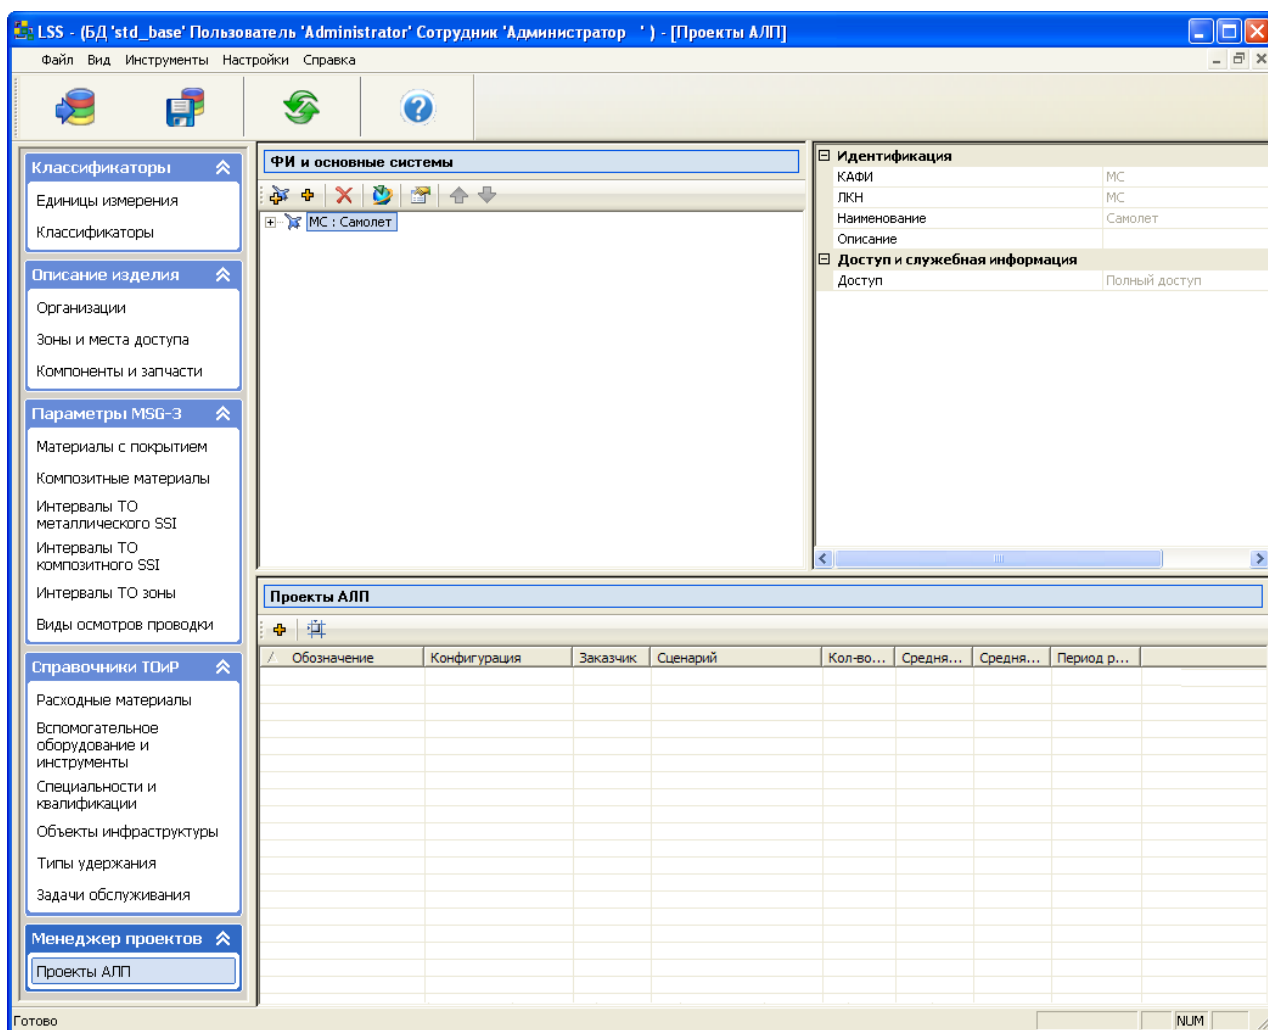 LSS - (БД 'std_base' Пользователь 'Administrator' Сотрудник 'Администратор ' ) - [Проекты АЛП]
Файл Вид Инструменты Настройки Справка
Классификаторы
Единицы измерения
Классификаторы
Описание изделия
Организации
Зоны и места доступа
Компоненты и запчасти
Параметры MSG-3
Материалы с покрытием
Композитные материалы
Интервалы ТО
металлического SSI
Интервалы ТО
композитного SSI
Интервалы ТО зоны
Виды осмотров проводки
Справочники ТОиР
Расходные материалы
Вспомогательное
оборудование и
инструменты
Специальности и
квалификации
Объекты инфраструктуры
Типы удержания
Задачи обслуживания
Менеджер проектов
Проекты АЛП
ФИ и основные системы
МС : Самолет
Идентификация
КАФИ МС
ЛКН МС
Наименование Самолет
Описание
Доступ и служебная информация
Доступ Полный доступ
Проекты АЛП
Обозначение Конфигурация Заказчик Сценарий Кол-во... Средня... Средня... Период р...
Готово NUM